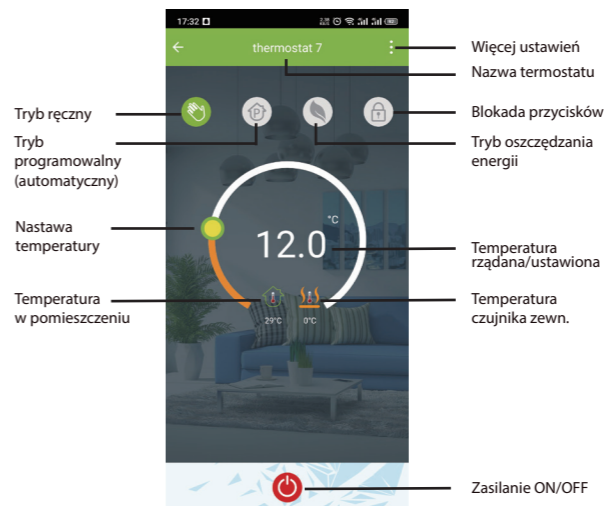 17:32
thermostat 7
Więcej ustawień
Nazwa termostatu
Tryb ręczny
Tryb
programowalny
(automatyczny)
P
Blokada przycisków
Tryb oszczędzania
energii
Nastawa
temperatury
°C
12.0
Temperatura
rządana/ustawiona
Temperatura
w pomieszczeniu
29°C
0°C
Temperatura
czujnika zewn.
Zasilanie ON/OFF